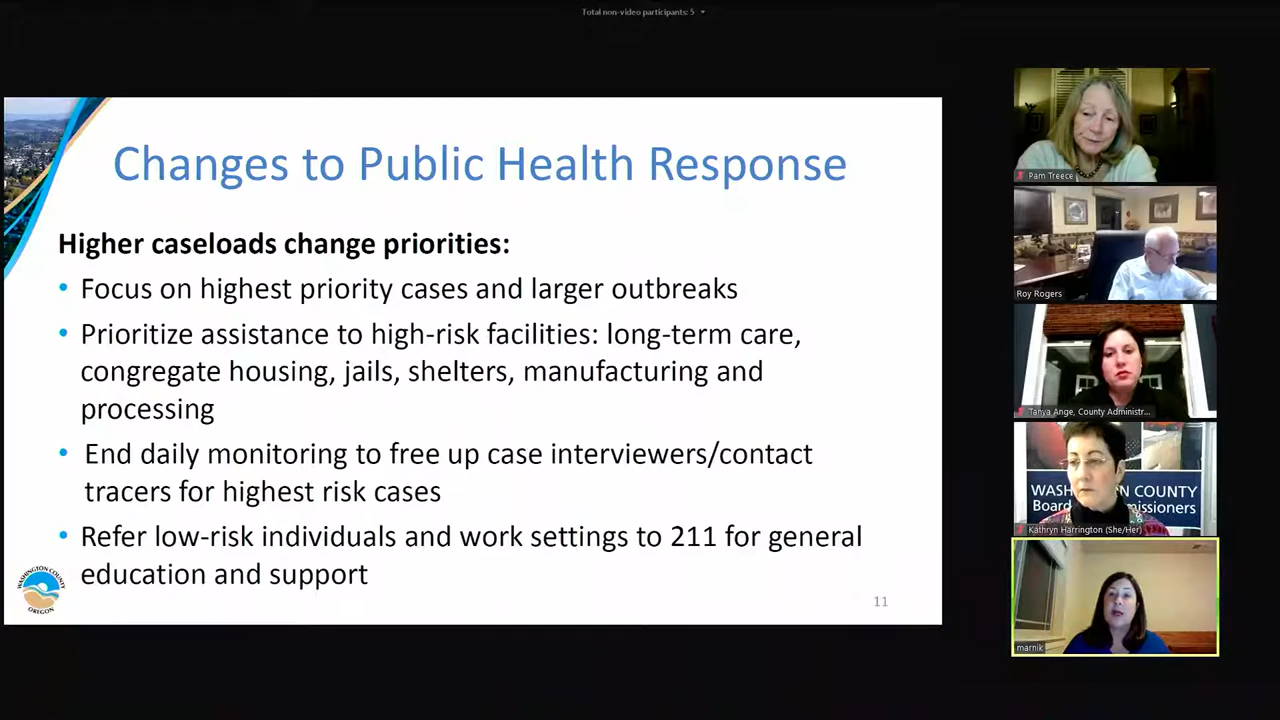 Total non-video participants: 5
Changes to Public Health Response
Higher caseloads change priorities:
• Focus on highest priority cases and larger outbreaks
• Prioritize assistance to high-risk facilities: long-term care,
congregate housing, jails, shelters, manufacturing and
processing
• End daily monitoring to free up case interviewers/contact
tracers for highest risk cases
• Refer low-risk individuals and work settings to 211 for general
education and support
WASHINGTON COUNTY
OREGON
11
Pam Treece
Roy Rogers
Tanya Ange, County Administr...
WASH N COUNTY
Board missioners
Kathryn Harrington (She/Her)
marnik